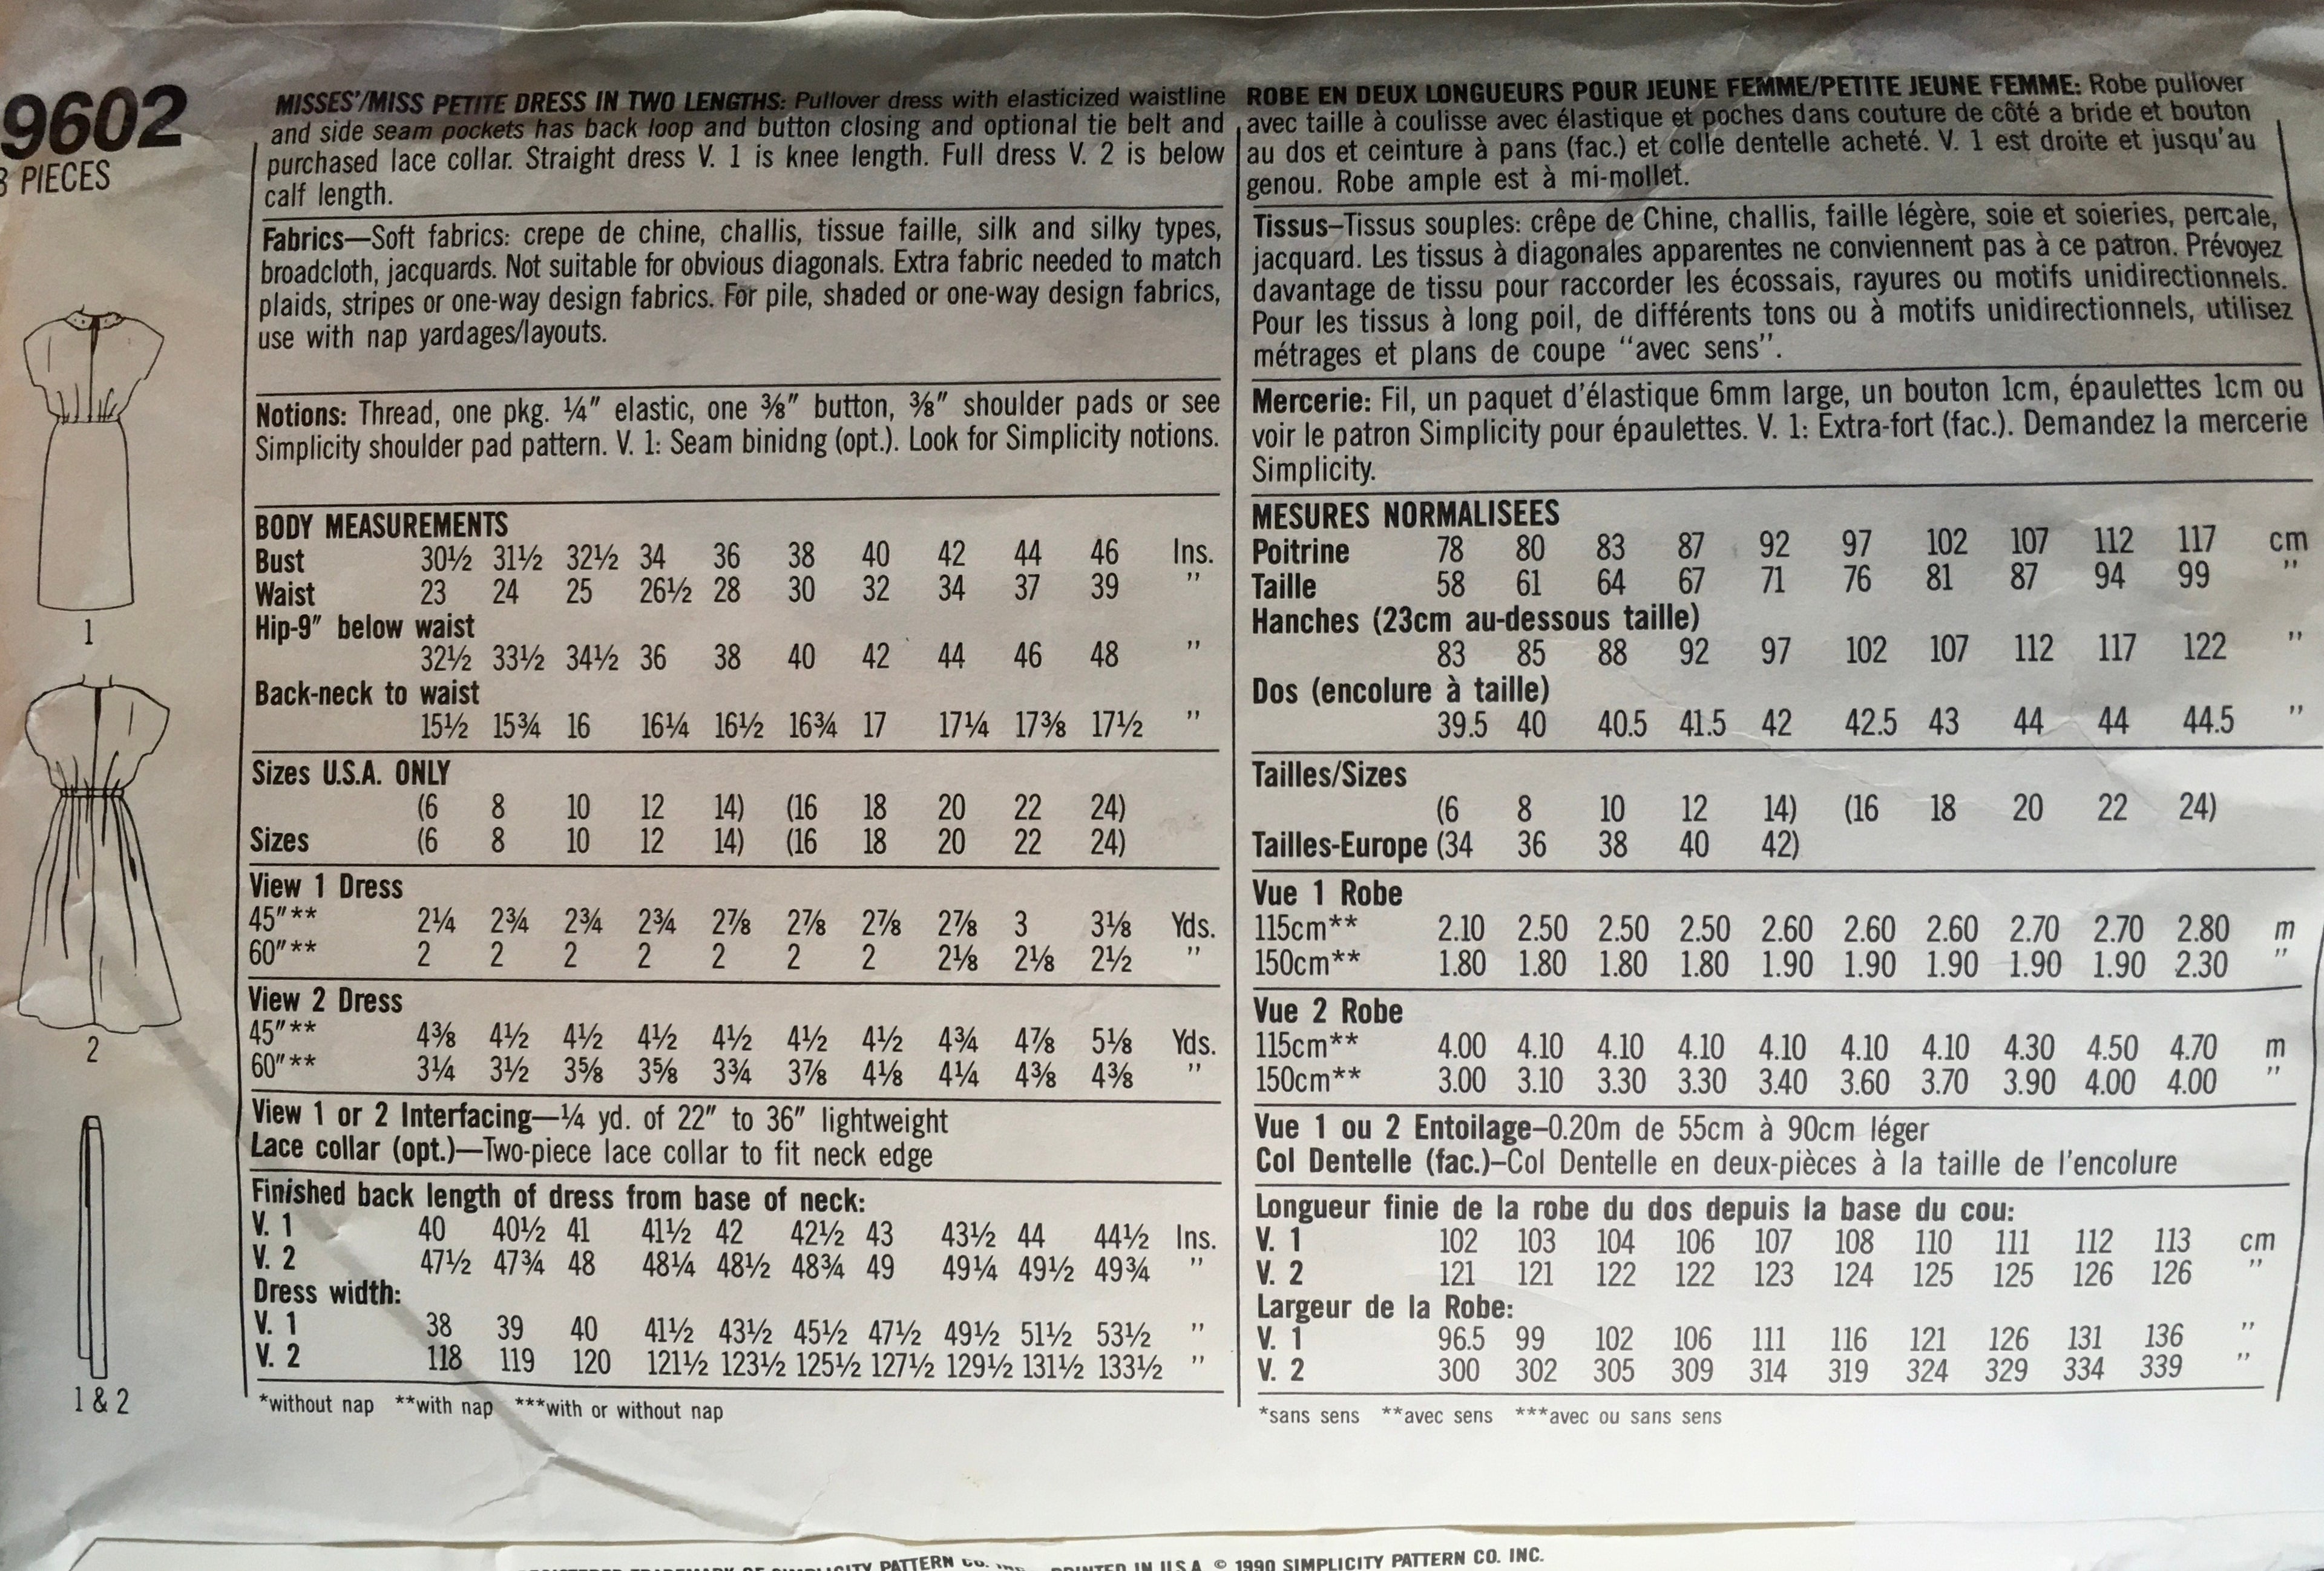 9602
PIECES
1
2
1 & 2
MISSES'/MISS PETITE DRESS IN TWO LENGTHS: Pullover dress with elasticized waistline
and side seam pockets has back loop and button closing and optional tie belt and
purchased lace collar. Straight dress V. 1 is knee length. Full dress V. 2 is below
calf length.
Fabrics—Soft fabrics: crepe de chine, challis, tissue faille, silk and silky types,
broadcloth, jacquards. Not suitable for obvious diagonals. Extra fabric needed to match
plaids, stripes or one-way design fabrics. For pile, shaded or one-way design fabrics,
use with nap yardages/layouts.
Notions: Thread, one pkg. ¼" elastic, one ⅜" button, ⅜" shoulder pads or see
Simplicity shoulder pad pattern. V. 1: Seam binidng (opt.). Look for Simplicity notions.
BODY MEASUREMENTS
Bust 30½ 31½ 32½ 34 36 38 40 42 44 46 Ins.
Waist 23 24 25 26½ 28 30 32 34 37 39 "
Hip-9" below waist
32½ 33½ 34½ 36 38 40 42 44 46 48 "
Back-neck to waist
15½ 15¾ 16 16¼ 16½ 16¾ 17 17¼ 17⅜ 17½ "
Sizes U.S.A. ONLY
(6 8 10 12 14) (16 18 20 22 24)
Sizes (6 8 10 12 14) (16 18 20 22 24)
View 1 Dress
45"** 2¼ 2¾ 2¾ 2¾ 2⅞ 2⅞ 2⅞ 2⅞ 3 3⅛ Yds.
60"** 2 2 2 2 2 2 2 2⅛ 2⅛ 2½ "
View 2 Dress
45"** 4⅜ 4½ 4½ 4½ 4½ 4½ 4½ 4¾ 4⅞ 5⅛ Yds.
60"** 3¼ 3½ 3⅝ 3⅝ 3¾ 3⅞ 4⅛ 4¼ 4⅜ 4⅜ "
View 1 or 2 Interfacing—¼ yd. of 22" to 36" lightweight
Lace collar (opt.)—Two-piece lace collar to fit neck edge
Finished back length of dress from base of neck:
V. 1 40 40½ 41 41½ 42 42½ 43 43½ 44 44½ Ins.
V. 2 47½ 47¾ 48 48¼ 48½ 48¾ 49 49¼ 49½ 49¾ "
Dress width:
V. 1 38 39 40 41½ 43½ 45½ 47½ 49½ 51½ 53½ "
V. 2 118 119 120 121½ 123½ 125½ 127½ 129½ 131½ 133½ "
*without nap **with nap ***with or without nap
ROBE EN DEUX LONGUEURS POUR JEUNE FEMME/PETITE JEUNE FEMME: Robe pullover
avec taille à coulisse avec élastique et poches dans couture de côté a bride et bouton
au dos et ceinture à pans (fac.) et colle dentelle acheté. V. 1 est droite et jusqu'au
genou. Robe ample est à mi-mollet.
Tissus–Tissus souples: crêpe de Chine, challis, faille légère, soie et soieries, percale,
jacquard. Les tissus à diagonales apparentes ne conviennent pas à ce patron. Prévoyez
davantage de tissu pour raccorder les écossais, rayures ou motifs unidirectionnels.
Pour les tissus à long poil, de différents tons ou à motifs unidirectionnels, utilisez
métrages et plans de coupe "avec sens".
Mercerie: Fil, un paquet d'élastique 6mm large, un bouton 1cm, épaulettes 1cm ou
voir le patron Simplicity pour épaulettes. V. 1: Extra-fort (fac.). Demandez la mercerie
Simplicity.
MESURES NORMALISEES
Poitrine 78 80 83 87 92 97 102 107 112 117 cm
Taille 58 61 64 67 71 76 81 87 94 99 "
Hanches (23cm au-dessous taille)
83 85 88 92 97 102 107 112 117 122 "
Dos (encolure à taille)
39.5 40 40.5 41.5 42 42.5 43 44 44 44.5 "
Tailles/Sizes
(6 8 10 12 14) (16 18 20 22 24)
Tailles-Europe (34 36 38 40 42)
Vue 1 Robe
115cm** 2.10 2.50 2.50 2.50 2.60 2.60 2.60 2.70 2.70 2.80 m
150cm** 1.80 1.80 1.80 1.80 1.90 1.90 1.90 1.90 1.90 2.30 "
Vue 2 Robe
115cm** 4.00 4.10 4.10 4.10 4.10 4.10 4.10 4.30 4.50 4.70 m
150cm** 3.00 3.10 3.30 3.30 3.40 3.60 3.70 3.90 4.00 4.00 "
Vue 1 ou 2 Entoilage–0.20m de 55cm à 90cm léger
Col Dentelle (fac.)–Col Dentelle en deux-pièces à la taille de l'encolure
Longueur finie de la robe du dos depuis la base du cou:
V. 1 102 103 104 106 107 108 110 111 112 113 cm
V. 2 121 121 122 122 123 124 125 125 126 126 "
Largeur de la Robe:
V. 1 96.5 99 102 106 111 116 121 126 131 136 "
V. 2 300 302 305 309 314 319 324 329 334 339 "
*sans sens **avec sens ***avec ou sans sens
PATTERN CO. PRINTED IN U.S.A. © 1990 SIMPLICITY PATTERN CO. INC.